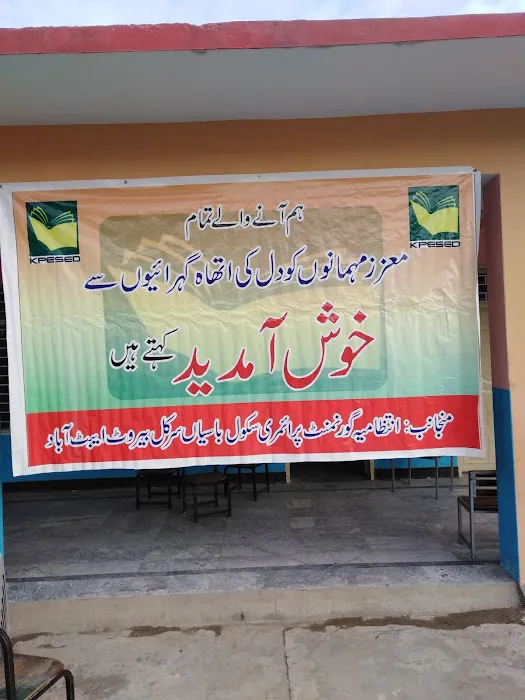 ہم آنے والے تمام
KPESED
KPESED
معزز مہمانوں کو دل کی اتھاہ گہرائیوں سے
خوش آمدید کہتے ہیں
منجانب: انتظامیہ گورنمنٹ پرائمری سکول باسیاں سرکل بیروٹ ایبٹ آباد